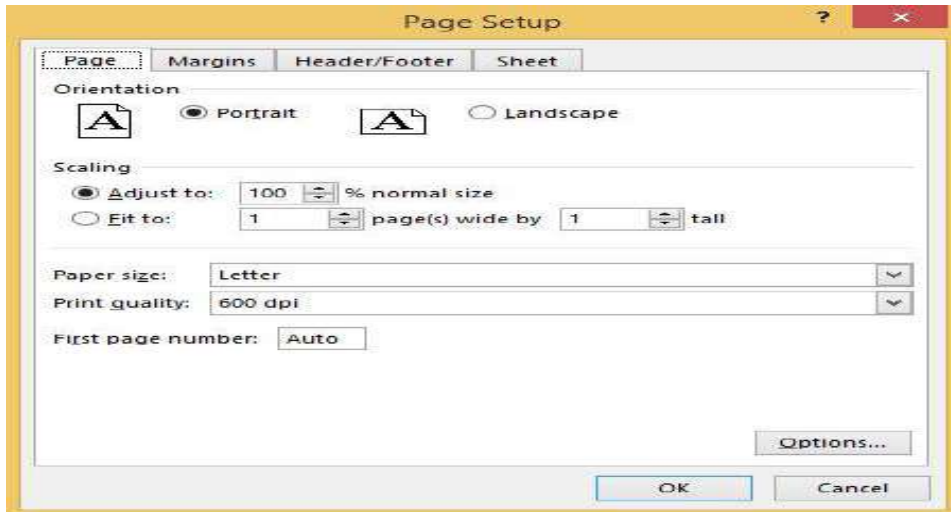 Page Setup
?
Page Margins Header/Footer Sheet
Orientation
A Portrait A Landscape
Scaling
Adjust to: 100 % normal size
Fit to: 1 page(s) wide by 1 tall
Paper size: Letter
Print quality: 600 dpi
First page number: Auto
Options...
OK Cancel